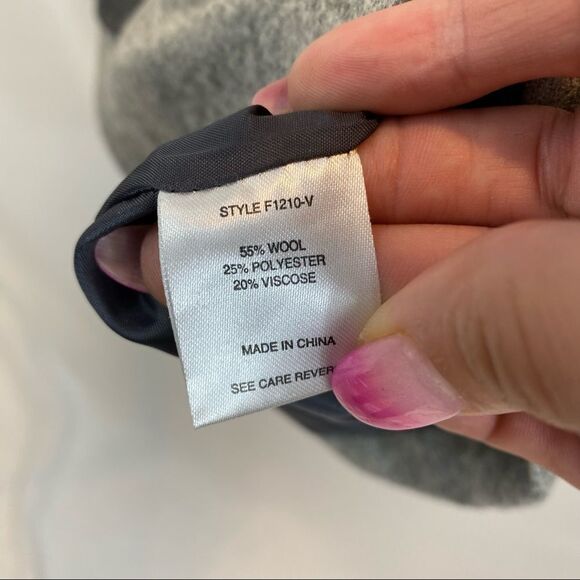 STYLE F1210-V
55% WOOL
25% POLYESTER
20% VISCOSE
MADE IN CHINA
SEE CARE REVER